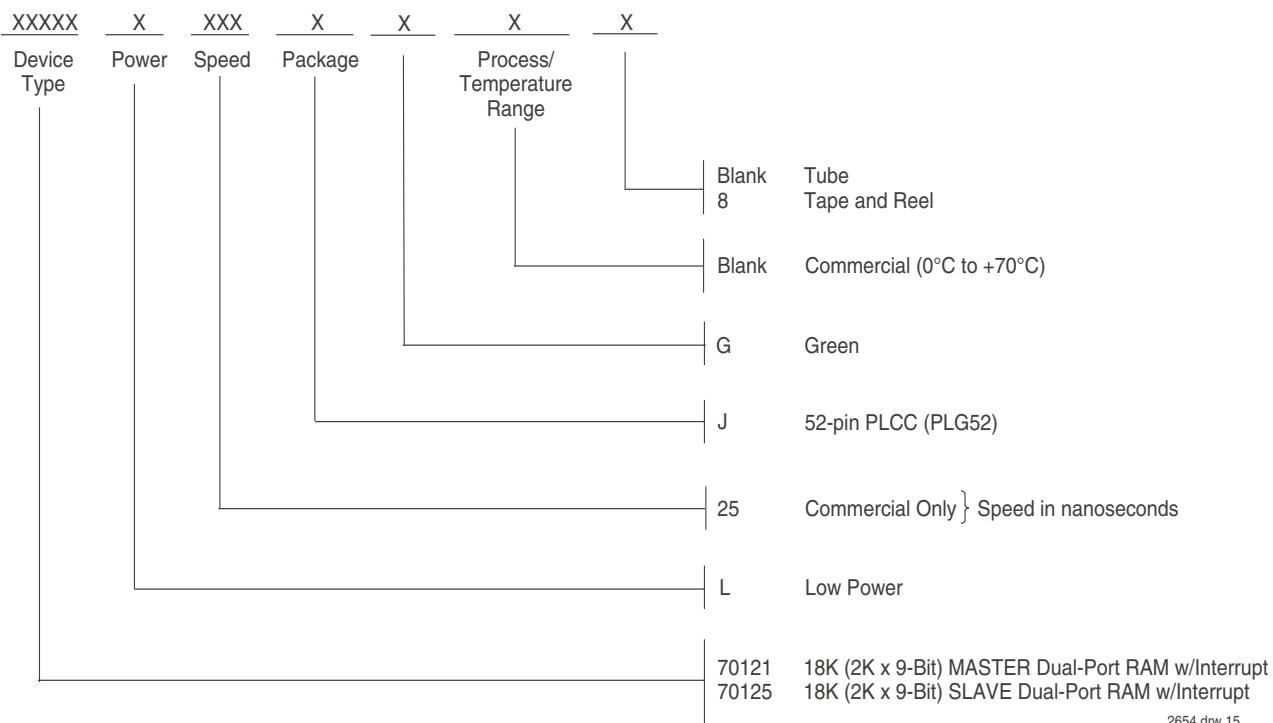 XXXXX X XXX X X X X
Device Type
Power
Speed
Package
Process/
Temperature
Range
Blank Tube
8 Tape and Reel
Blank Commercial (0°C to +70°C)
G Green
J 52-pin PLCC (PLG52)
25 Commercial Only } Speed in nanoseconds
L Low Power
70121 18K (2K x 9-Bit) MASTER Dual-Port RAM w/Interrupt
70125 18K (2K x 9-Bit) SLAVE Dual-Port RAM w/Interrupt
2654 drw 15